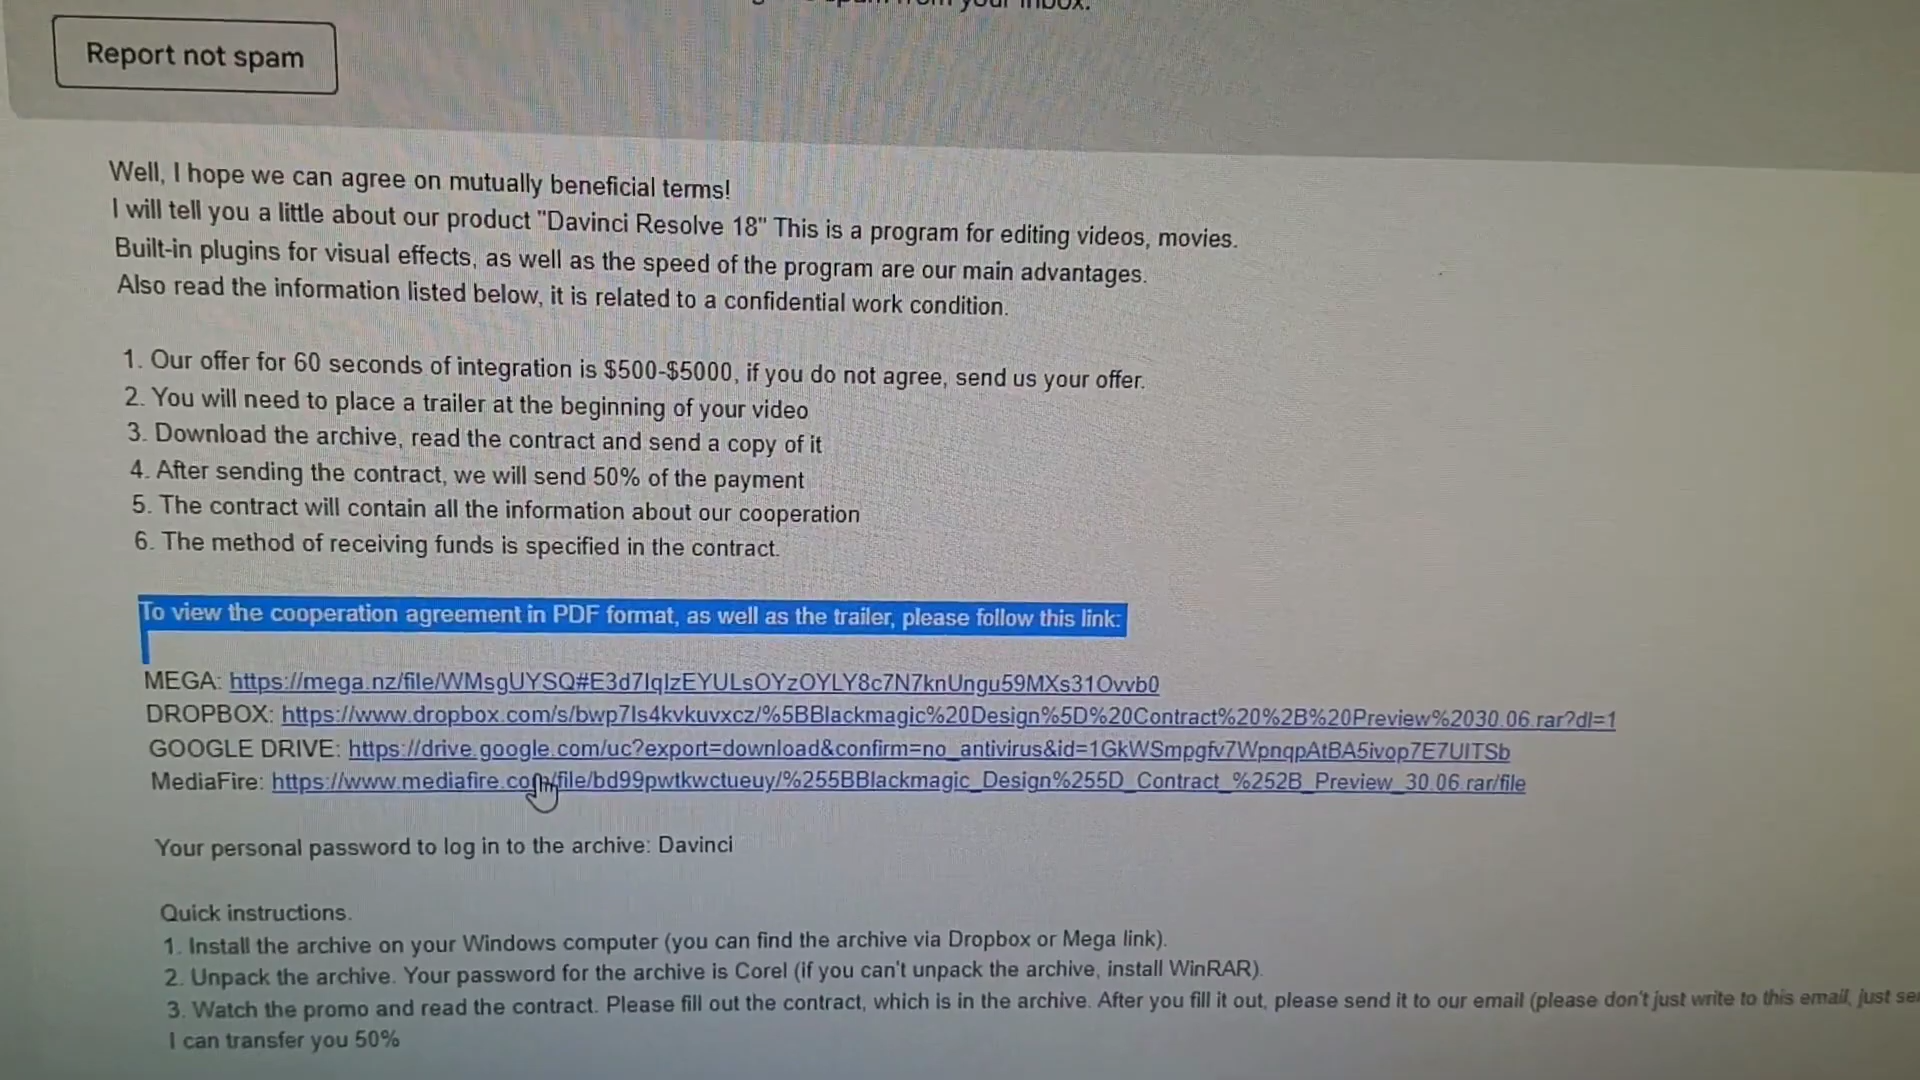 from your inbox.
Report not spam
Well, I hope we can agree on mutually beneficial terms!
I will tell you a little about our product "Davinci Resolve 18" This is a program for editing videos, movies.
Built-in plugins for visual effects, as well as the speed of the program are our main advantages.
Also read the information listed below, it is related to a confidential work condition.
1. Our offer for 60 seconds of integration is $500-$5000, if you do not agree, send us your offer.
2. You will need to place a trailer at the beginning of your video
3. Download the archive, read the contract and send a copy of it
4. After sending the contract, we will send 50% of the payment
5. The contract will contain all the information about our cooperation
6. The method of receiving funds is specified in the contract.
To view the cooperation agreement in PDF format, as well as the trailer, please follow this link:
MEGA: https://mega.nz/file/WMsgUYSQ#E3d7IqIzEYULsOYzOYLY8c7N7knUngu59MXs31Ovvb0
DROPBOX: https://www.dropbox.com/s/bwp7ls4kvkuvxcz/%5BBlackmagic%20Design%5D%20Contract%20%2B%20Preview%2030.06.rar?dl=1
GOOGLE DRIVE: https://drive.google.com/uc?export=download&confirm=no_antivirus&id=1GkWSmpgfv7WpnqpAtBA5ivop7E7UITSb
MediaFire: https://www.mediafire.com/file/bd99pwtkwctueuy/%255BBlackmagic_Design%255D_Contract_%252B_Preview_30.06.rar/file
Your personal password to log in to the archive: Davinci
Quick instructions.
1. Install the archive on your Windows computer (you can find the archive via Dropbox or Mega link).
2. Unpack the archive. Your password for the archive is Corel (if you can't unpack the archive, install WinRAR).
3. Watch the promo and read the contract. Please fill out the contract, which is in the archive. After you fill it out, please send it to our email (please don't just write to this email, just se
I can transfer you 50%